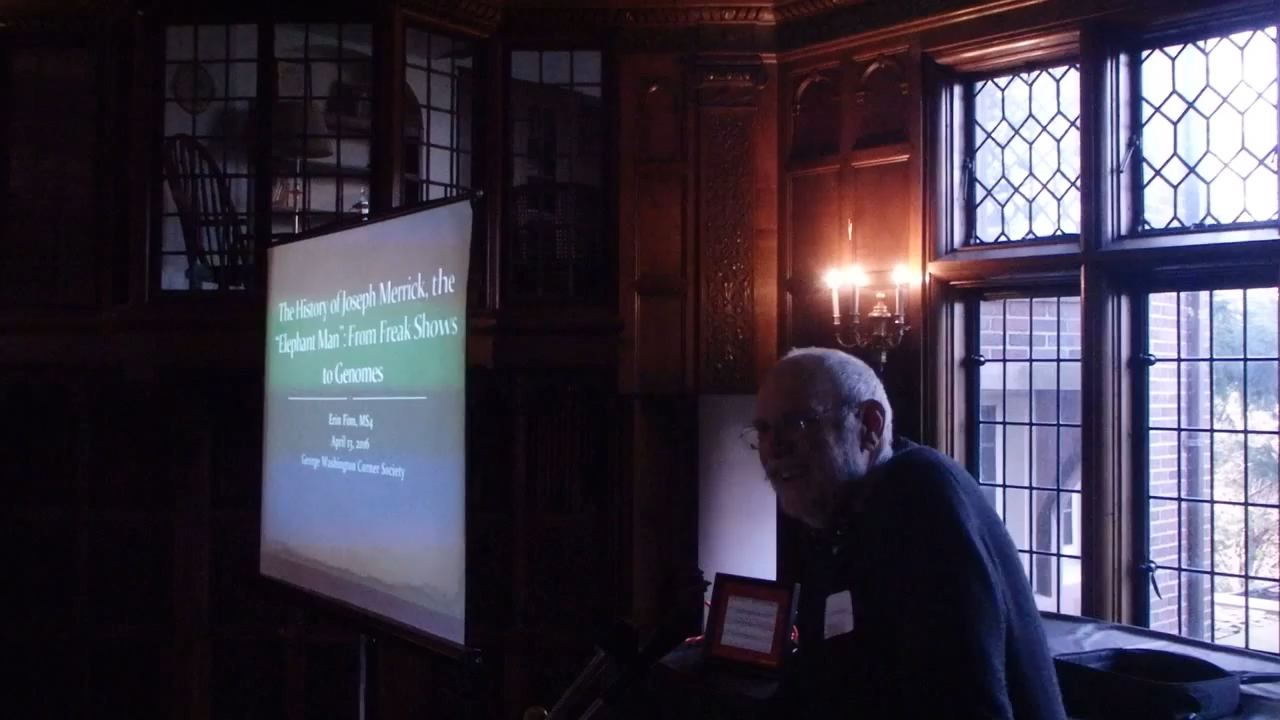 The History of Joseph Merrick, the
"Elephant Man": From Freak Shows
to Genomes
Erin Finn, MS4
April 13, 2016
George Washington Corner Society